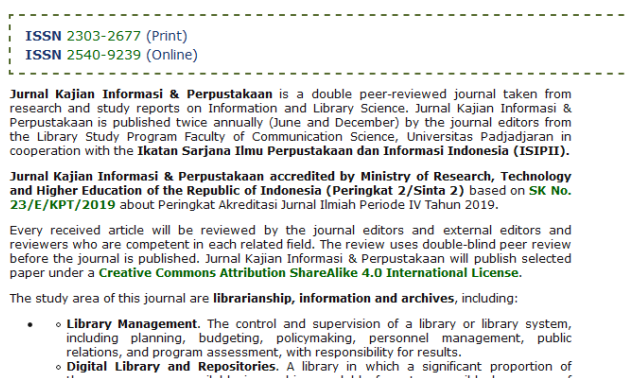 ISSN 2303-2677 (Print)
ISSN 2540-9239 (Online)
Jurnal Kajian Informasi & Perpustakaan is a double peer-reviewed journal taken from
research and study reports on Information and Library Science. Jurnal Kajian Informasi &
Perpustakaan is published twice annually (June and December) by the journal editors from
the Library Study Program Faculty of Communication Science, Universitas Padjadjaran in
cooperation with the Ikatan Sarjana Ilmu Perpustakaan dan Informasi Indonesia (ISIPII).
Jurnal Kajian Informasi & Perpustakaan accredited by Ministry of Research, Technology
and Higher Education of the Republic of Indonesia (Peringkat 2/Sinta 2) based on SK No.
23/E/KPT/2019 about Peringkat Akreditasi Jurnal Ilmiah Periode IV Tahun 2019.
Every received article will be reviewed by the journal editors and external editors and
reviewers who are competent in each related field. The review uses double-blind peer review
before the journal is published. Jurnal Kajian Informasi & Perpustakaan will publish selected
paper under a Creative Commons Attribution ShareAlike 4.0 International License.
The study area of this journal are librarianship, information and archives, including:
Library Management. The control and supervision of a library or library system,
including planning, budgeting, policymaking, personnel management, public
relations, and program assessment, with responsibility for results.
Digital Library and Repositories. A library in which a significant proportion of